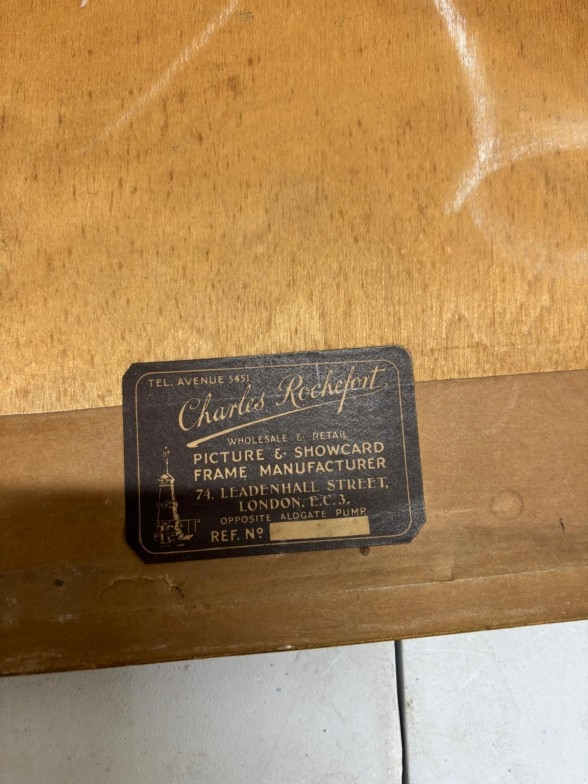 TEL. AVENUE 5451
Charles Rochefort
WHOLESALE & RETAIL
PICTURE & SHOWCARD
FRAME MANUFACTURER
74, LEADENHALL STREET,
LONDON, E.C.3.
OPPOSITE ALDGATE PUMP
REF. Nº